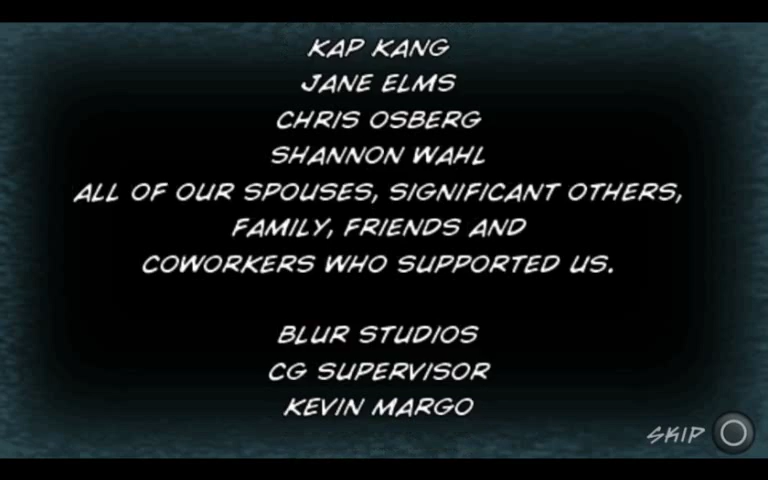 KAP KANG
JANE ELMS
CHRIS OSBERG
SHANNON WAHL
ALL OF OUR SPOUSES, SIGNIFICANT OTHERS,
FAMILY, FRIENDS AND
COWORKERS WHO SUPPORTED US.
BLUR STUDIOS
CG SUPERVISOR
KEVIN MARGO
SKIP